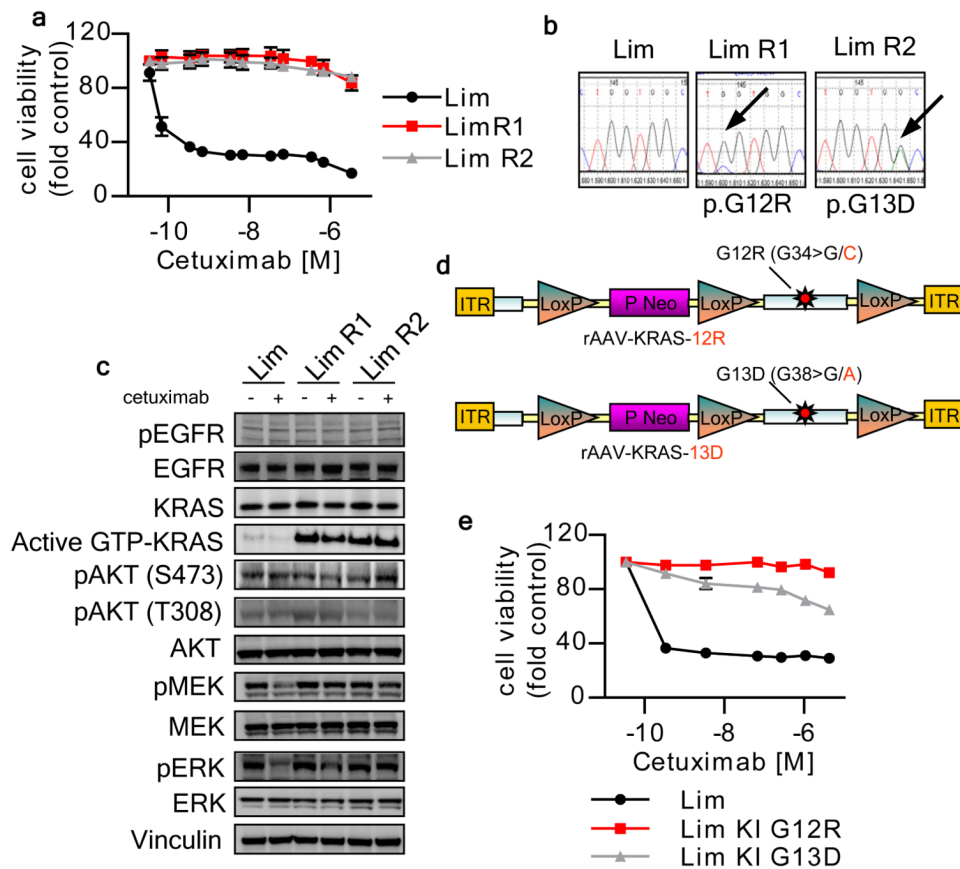 a
120
80
40
0
cell viability
(fold control)
-10
-8
-6
Cetuximab [M]
Lim
LimR1
Lim R2
b
Lim
Lim R1
Lim R2
145
145
145
p.G12R
p.G13D
c
Lim
Lim R1
Lim R2
cetuximab
- + - + - +
pEGFR
EGFR
KRAS
Active GTP-KRAS
pAKT (S473)
pAKT (T308)
AKT
pMEK
MEK
pERK
ERK
Vinculin
d
G12R (G34>G/C)
ITR LoxP P Neo LoxP LoxP ITR
rAAV-KRAS-12R
G13D (G38>G/A)
ITR LoxP P Neo LoxP LoxP ITR
rAAV-KRAS-13D
e
120
80
40
0
cell viability
(fold control)
-10
-8
-6
Cetuximab [M]
Lim
Lim KI G12R
Lim KI G13D